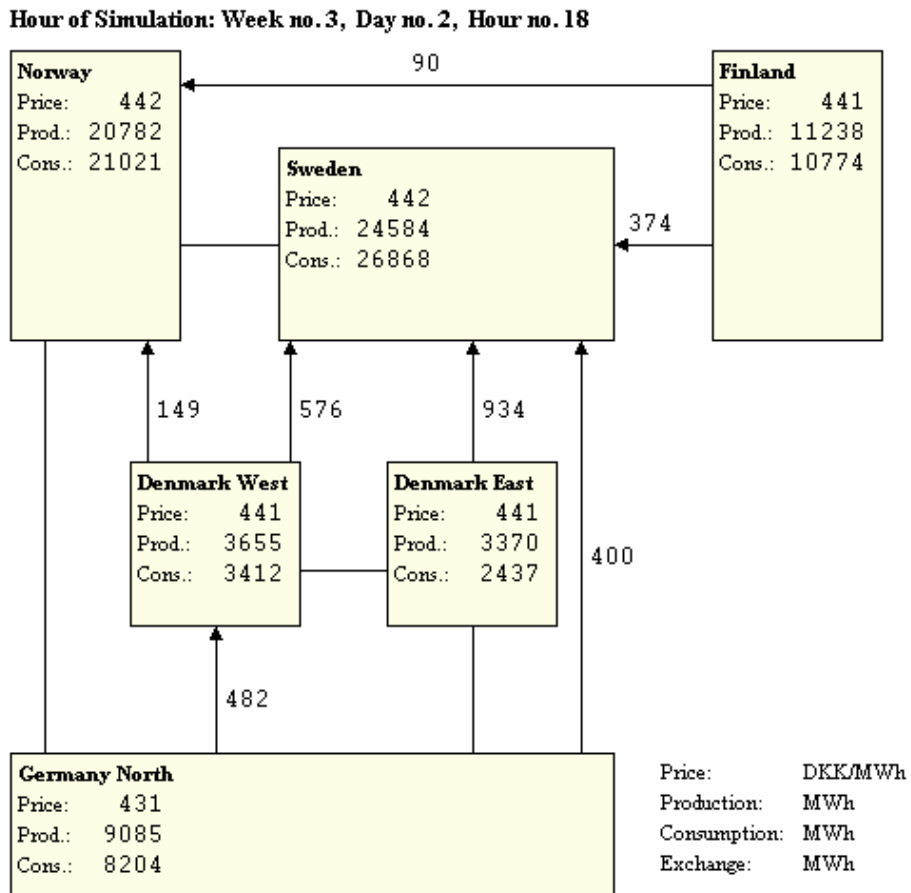 Hour of Simulation: Week no. 3, Day no. 2, Hour no. 18
90
Norway
Price: 442
Prod.: 20782
Cons.: 21021
Finland
Price: 441
Prod.: 11238
Cons.: 10774
Sweden
Price: 442
Prod.: 24584
Cons.: 26868
374
149
576
934
Denmark West
Price: 441
Prod.: 3655
Cons.: 3412
Denmark East
Price: 441
Prod.: 3370
Cons.: 2437
400
482
Germany North
Price: 431
Prod.: 9085
Cons.: 8204
Price: DKK/MWh
Production: MWh
Consumption: MWh
Exchange: MWh